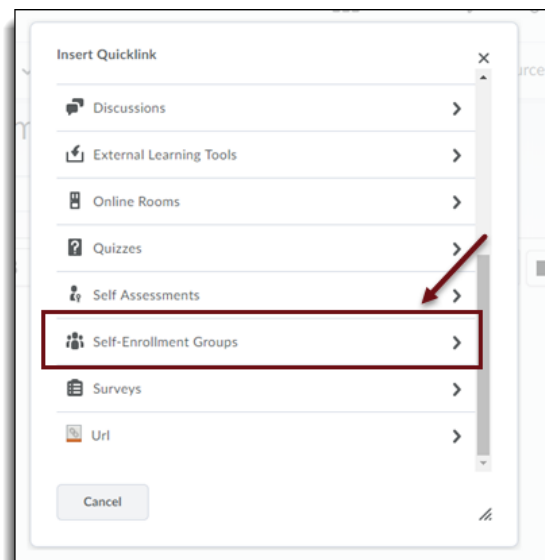 Insert Quicklink
Discussions
External Learning Tools
Online Rooms
Quizzes
Self Assessments
Self-Enrollment Groups
Surveys
Url
Cancel